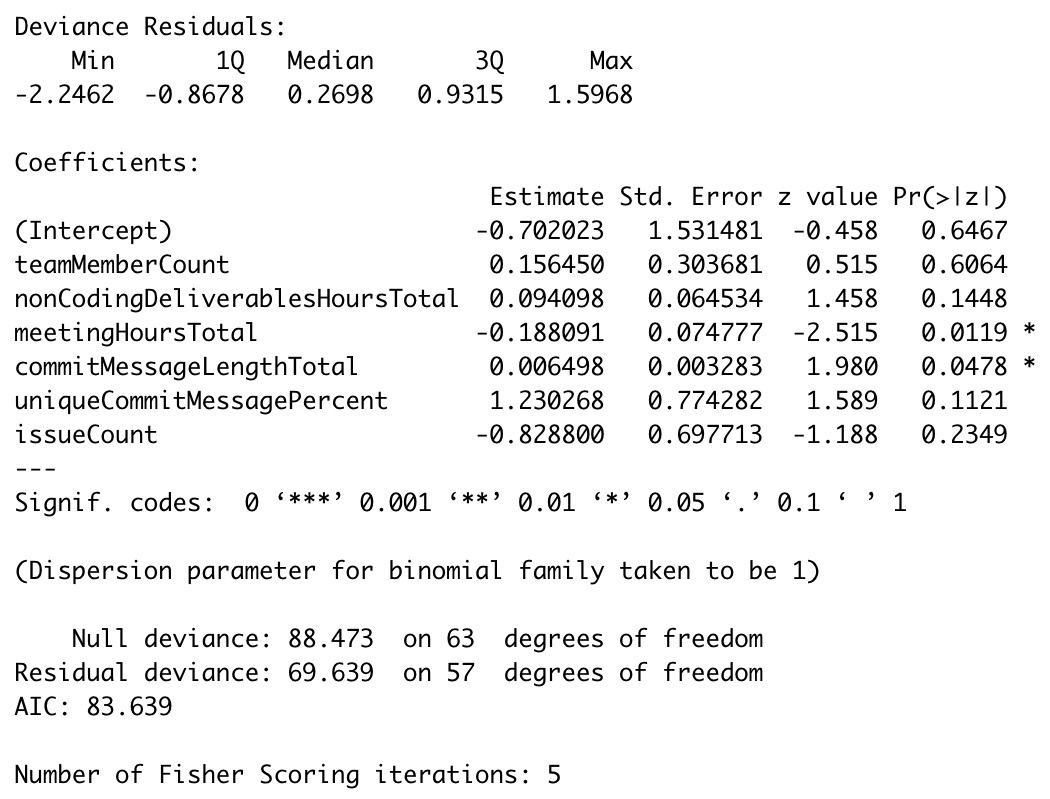 Deviance Residuals:
    Min       1Q   Median       3Q      Max
-2.2462  -0.8678   0.2698   0.9315   1.5968

Coefficients:
                                 Estimate Std. Error z value Pr(>|z|)
(Intercept)                     -0.702023   1.531481  -0.458   0.6467
teamMemberCount                  0.156450   0.303681   0.515   0.6064
nonCodingDeliverablesHoursTotal  0.094098   0.064534   1.458   0.1448
meetingHoursTotal               -0.188091   0.074777  -2.515   0.0119 *
commitMessageLengthTotal         0.006498   0.003283   1.980   0.0478 *
uniqueCommitMessagePercent       1.230268   0.774282   1.589   0.1121
issueCount                      -0.828800   0.697713  -1.188   0.2349
---
Signif. codes:  0 ‘***’ 0.001 ‘**’ 0.01 ‘*’ 0.05 ‘.’ 0.1 ‘ ’ 1

(Dispersion parameter for binomial family taken to be 1)

    Null deviance: 88.473  on 63  degrees of freedom
Residual deviance: 69.639  on 57  degrees of freedom
AIC: 83.639

Number of Fisher Scoring iterations: 5